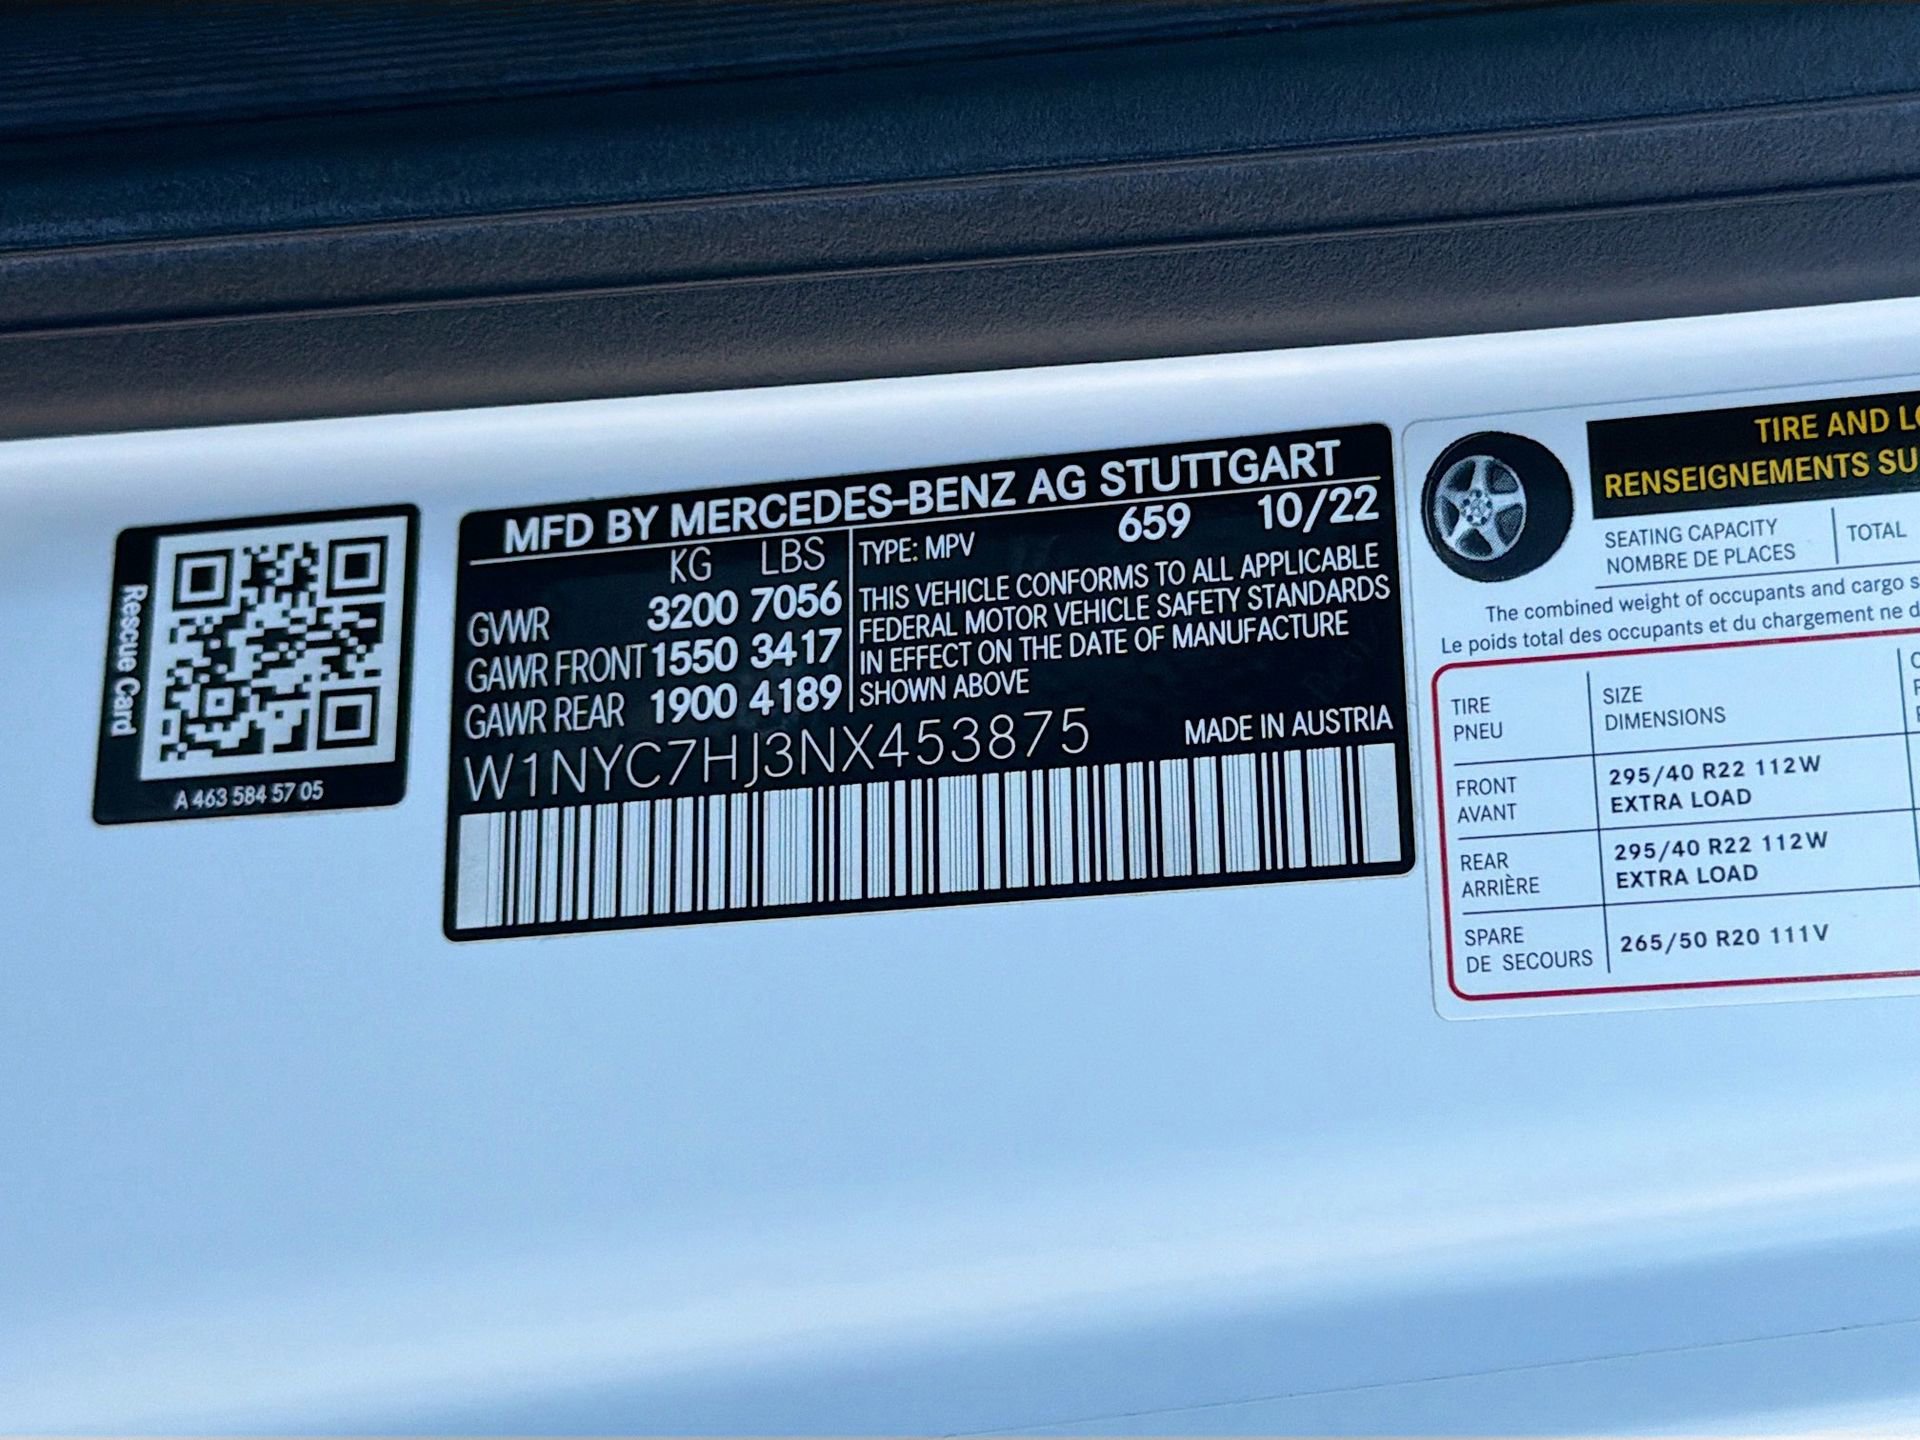 Rescue Card
A 463 584 57 05
MFD BY MERCEDES-BENZ AG STUTTGART
KG LBS
GVWR 3200 7056
GAWR FRONT 1550 3417
GAWR REAR 1900 4189
TYPE: MPV 659 10/22
THIS VEHICLE CONFORMS TO ALL APPLICABLE
FEDERAL MOTOR VEHICLE SAFETY STANDARDS
IN EFFECT ON THE DATE OF MANUFACTURE
SHOWN ABOVE
W1NYC7HJ3NX453875
MADE IN AUSTRIA
TIRE AND
RENSEIGNEMENTS
SEATING CAPACITY
NOMBRE DE PLACES
TOTAL
The combined weight of occupants and cargo
Le poids total des occupants et du chargement ne
TIRE
PNEU
SIZE
DIMENSIONS
FRONT
AVANT
295/40 R22 112W
EXTRA LOAD
REAR
ARRIÈRE
295/40 R22 112W
EXTRA LOAD
SPARE
DE SECOURS
265/50 R20 111V